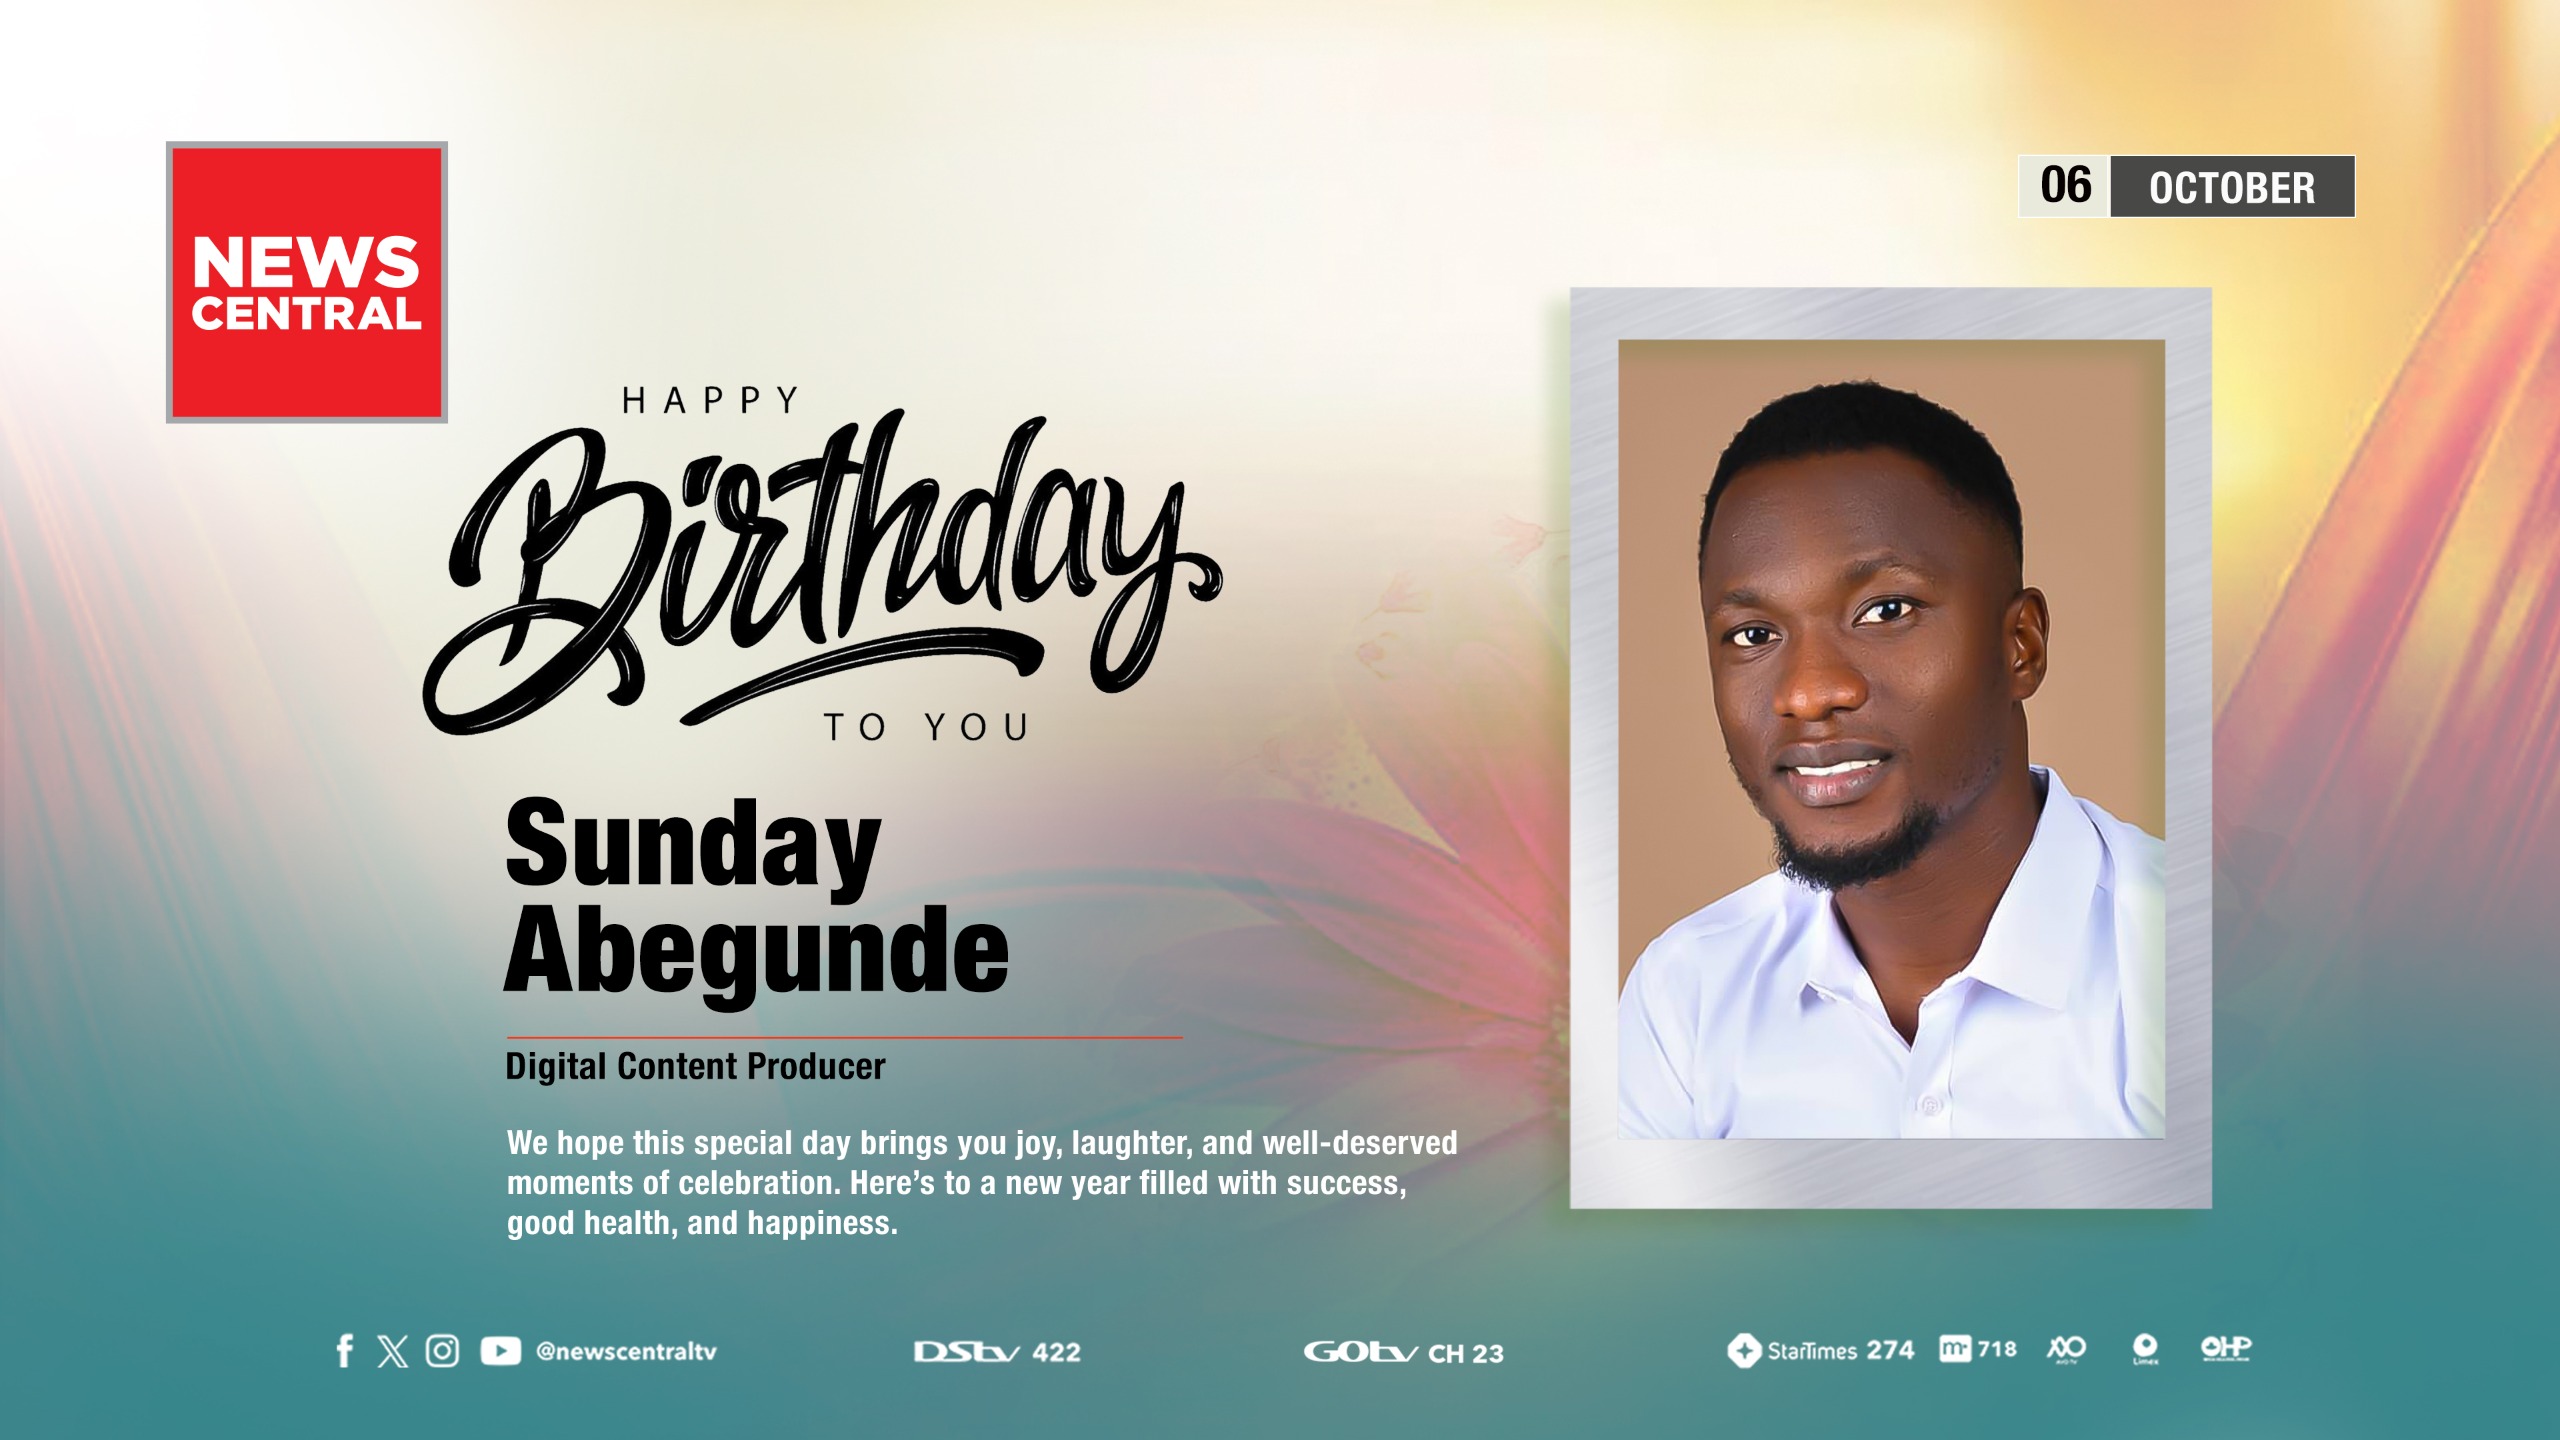 NEWS
CENTRAL
06 OCTOBER
HAPPY
Birthday
TO YOU
Sunday
Abegunde
Digital Content Producer
We hope this special day brings you joy, laughter, and well-deserved
moments of celebration. Here’s to a new year filled with success,
good health, and happiness.
@newscentraltv DStv 422 GOtv CH 23 StarTimes 274 718 Limex OHP